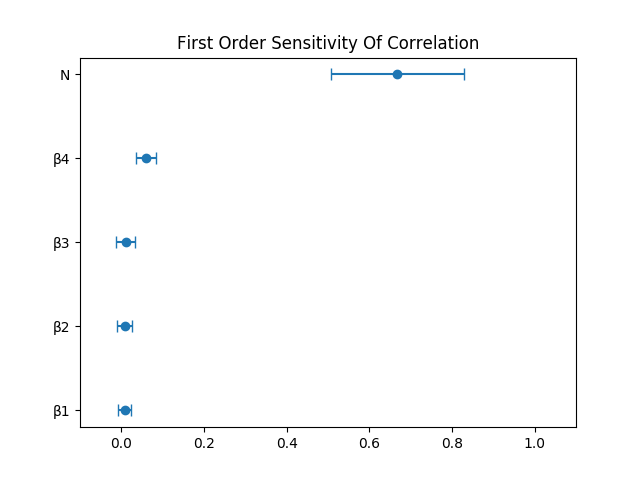 First Order Sensitivity Of Correlation
N
β4
β3
β2
β1
0.0 0.2 0.4 0.6 0.8 1.0